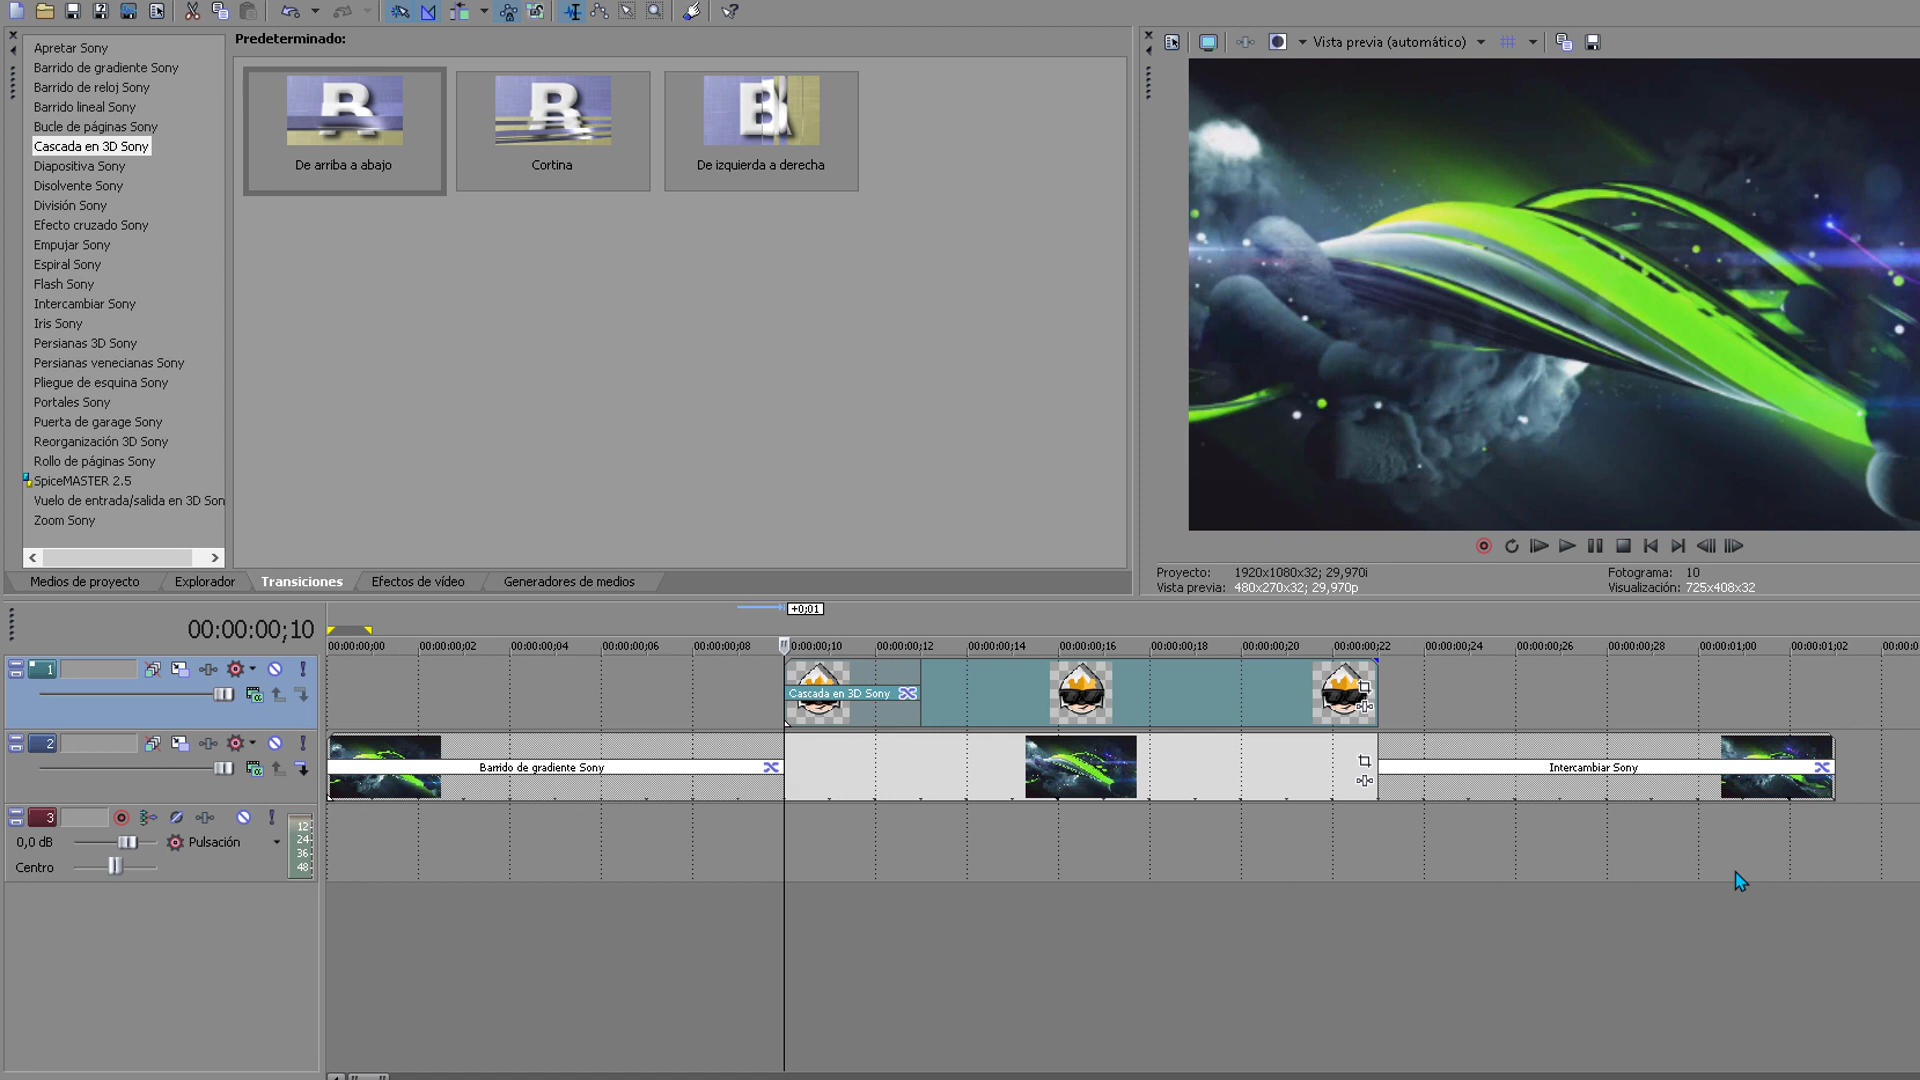 Predeterminado:
Apretar Sony
Barrido de gradiente Sony
Barrido de reloj Sony
Barrido lineal Sony
Bucle de páginas Sony
Cascada en 3D Sony
Diapositiva Sony
Disolvente Sony
División Sony
Efecto cruzado Sony
Empujar Sony
Espiral Sony
Flash Sony
Intercambiar Sony
Iris Sony
Persianas 3D Sony
Persianas venecianas Sony
Pliegue de esquina Sony
Portales Sony
Puerta de garage Sony
Reorganización 3D Sony
Rollo de páginas Sony
SpiceMASTER 2.5
Vuelo de entrada/salida en 3D Son
Zoom Sony
De arriba a abajo
Cortina
De izquierda a derecha
Vista previa (automático)
Medios de proyecto Explorador Transiciones Efectos de vídeo Generadores de medios
Proyecto: 1920x1080x32; 29,970i
Vista previa: 480x270x32; 29,970p
Fotograma: 10
Visualización: 725x408x32
+0;01
00:00:00;10
00:00:00;00 00:00:00;02 00:00:00;04 00:00:00;06 00:00:00;08 0:00:00;10 00:00:00;12 00:00:00;14 00:00:00;16 00:00:00;18 00:00:00;20 00:00:00;22 00:00:00;24 00:00:00;26 00:00:00;28 00:00:01;00 00:00:01;02 00:00:0
1
Cascada en 3D Sony
2
Barrido de gradiente Sony
Intercambiar Sony
3
0,0 dB
Pulsación
Centro
12
24
36
48